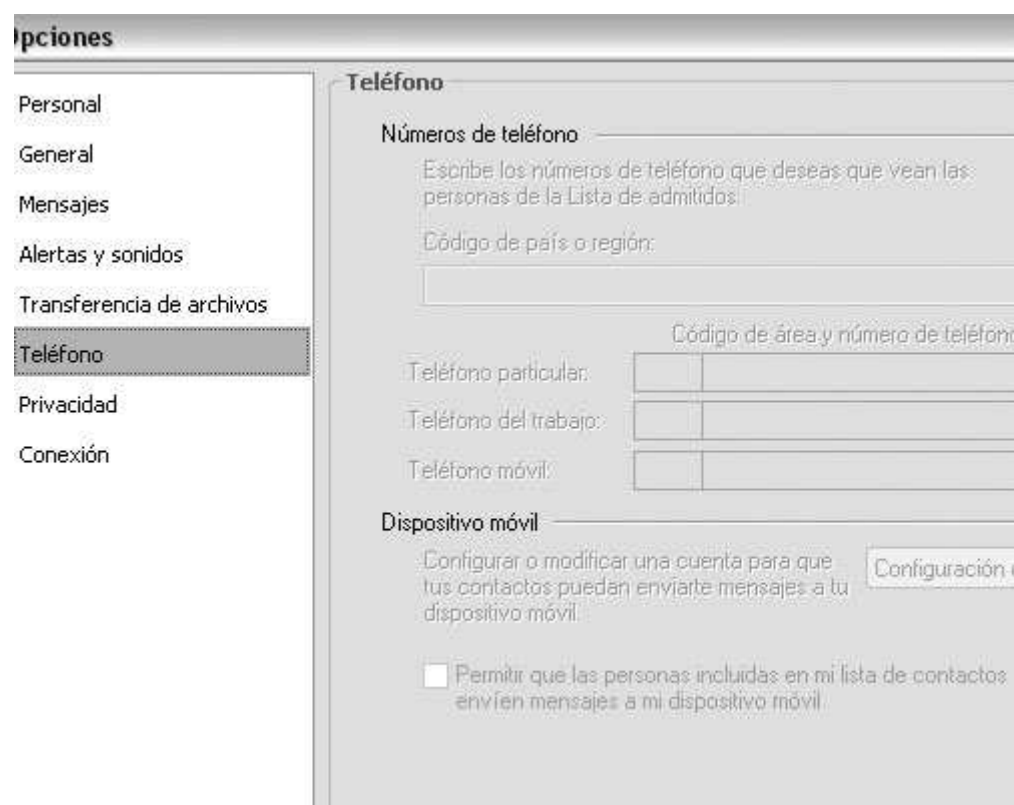 Opciones
Personal
General
Mensajes
Alertas y sonidos
Transferencia de archivos
Teléfono
Privacidad
Conexión
Teléfono
Números de teléfono
Escribe los números de teléfono que deseas que vean las
personas de la Lista de admitidos.
Código de país o región:
Código de área y número de teléfono
Teléfono particular:
Teléfono del trabajo:
Teléfono móvil:
Dispositivo móvil
Configurar o modificar una cuenta para que
tus contactos puedan enviarte mensajes a tu
dispositivo móvil.
Configuración
Permitir que las personas incluidas en mi lista de contactos
envíen mensajes a mi dispositivo móvil